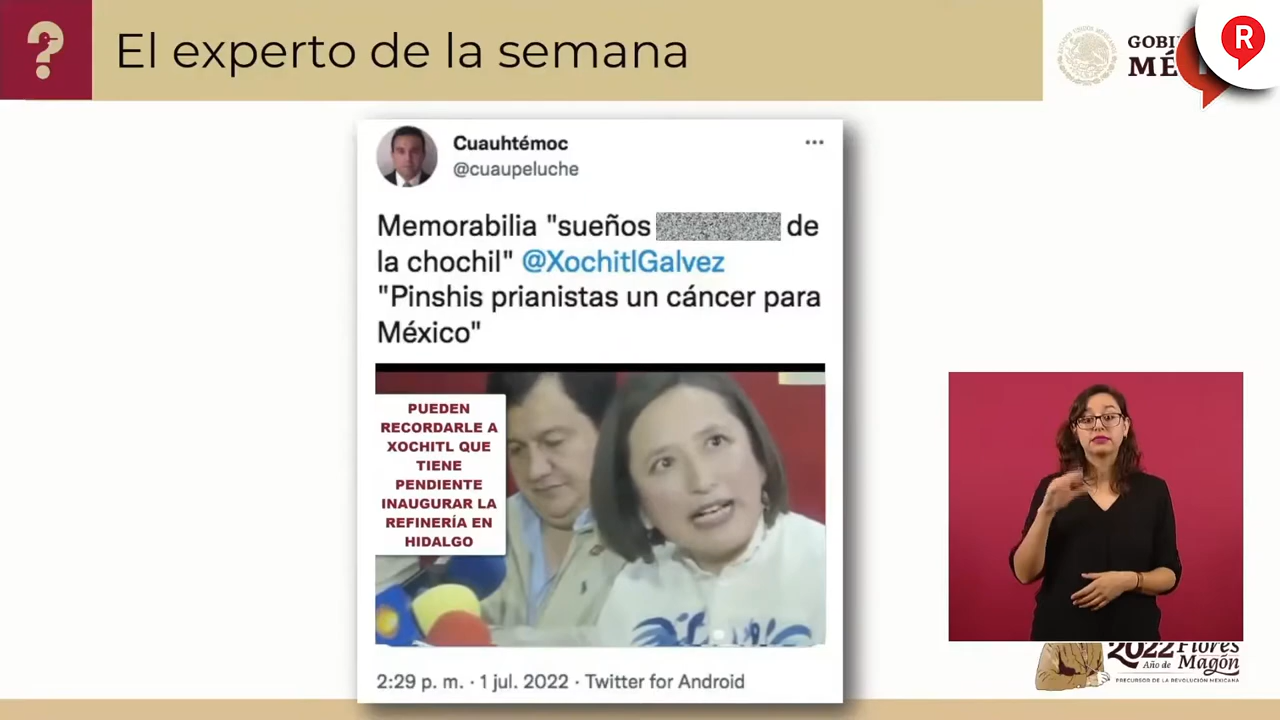 ?
El experto de la semana
GOBI
MÉ
R
Cuauhtémoc
@cuaupeluche
Memorabilia "sueños de
la chochil" @XochitlGalvez
"Pinshis prianistas un cáncer para
México"
PUEDEN
RECORDARLE A
XOCHITL QUE
TIENE
PENDIENTE
INAUGURAR LA
REFINERÍA EN
HIDALGO
2:29 p. m. · 1 jul. 2022 · Twitter for Android
2022 Flores
Año de Magón
PRECURSOR DE LA REVOLUCIÓN MEXICANA